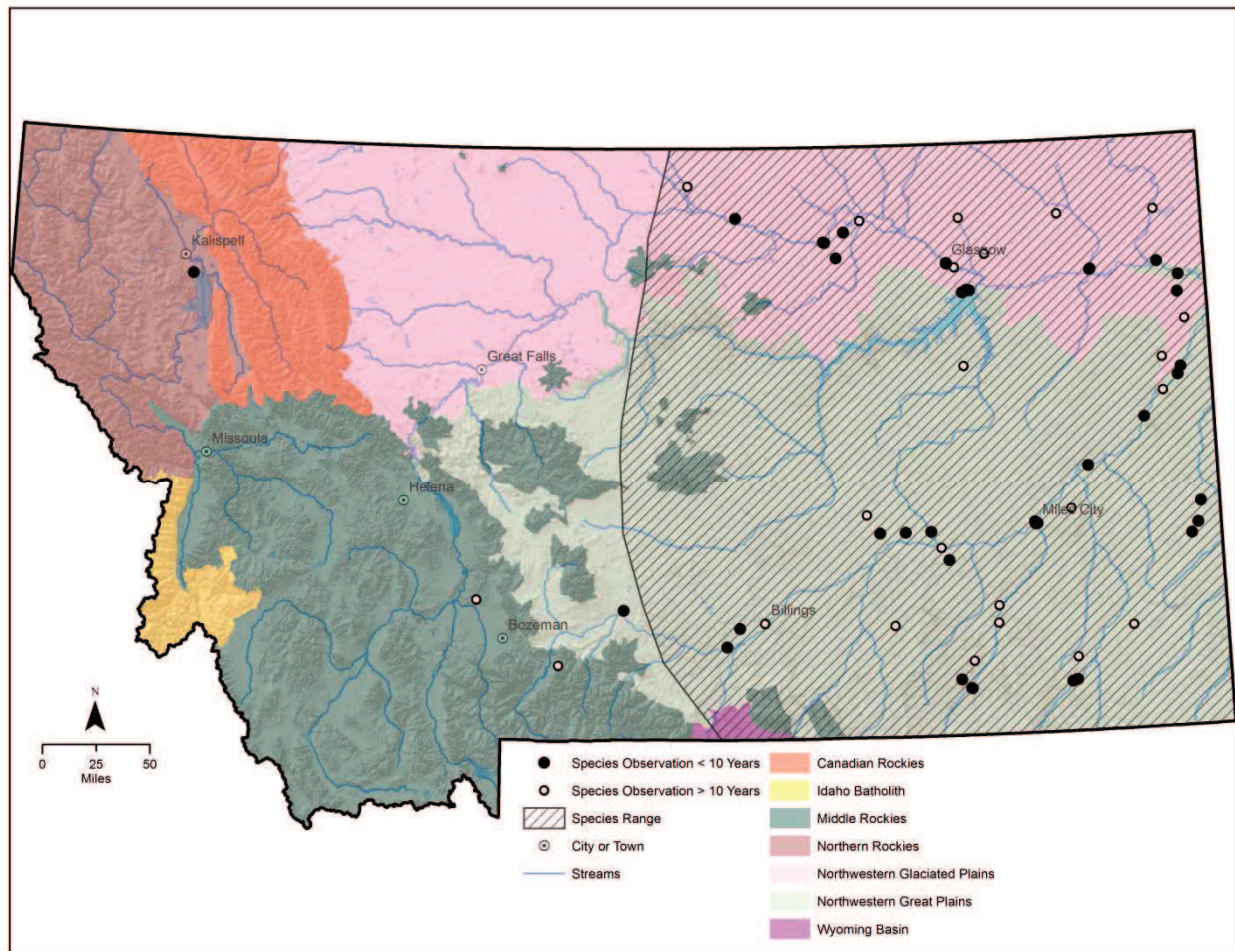 Kalispell
Glasgow
Great Falls
Missoula
Helena
Miles City
Billings
Bozeman
N
0 25 50
Miles
Species Observation < 10 Years
Species Observation > 10 Years
Species Range
City or Town
Streams
Canadian Rockies
Idaho Batholith
Middle Rockies
Northern Rockies
Northwestern Glaciated Plains
Northwestern Great Plains
Wyoming Basin